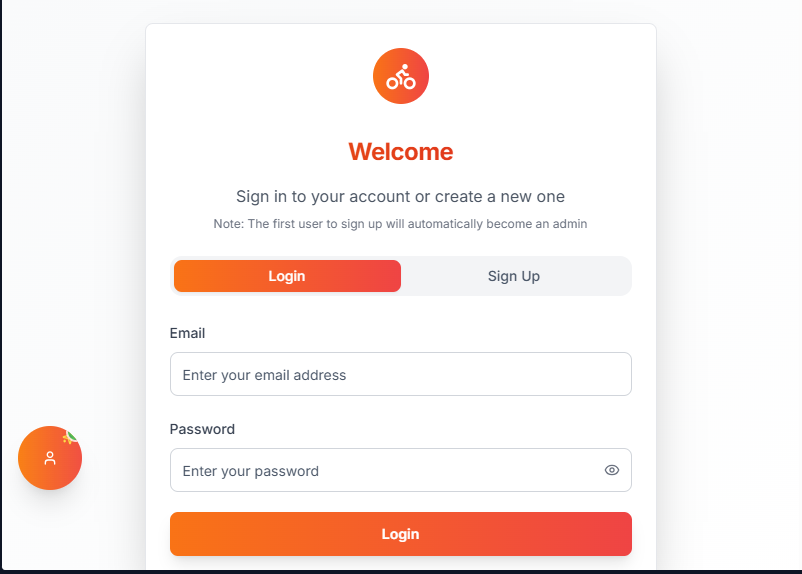 Welcome
Sign in to your account or create a new one
Note: The first user to sign up will automatically become an admin
Login
Sign Up
Email
Enter your email address
Password
Enter your password
Login